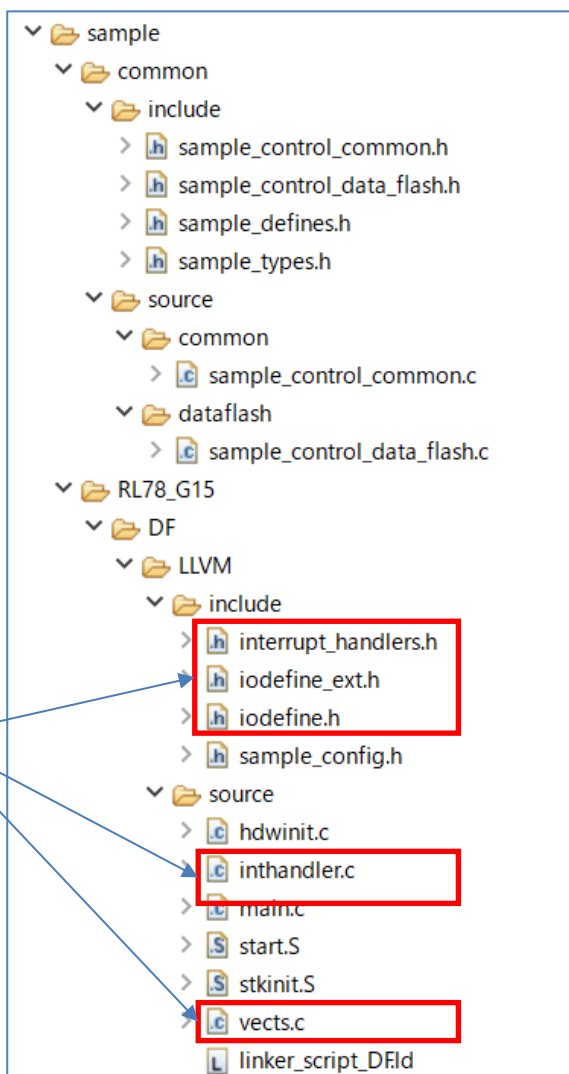 sample
common
include
sample_control_common.h
sample_control_data_flash.h
sample_defines.h
sample_types.h
source
common
sample_control_common.c
dataflash
sample_control_data_flash.c
RL78_G15
DF
LLVM
include
interrupt_handlers.h
iodefine_ext.h
iodefine.h
sample_config.h
source
hdwinit.c
inthandler.c
main.c
start.S
stkinit.S
vects.c
linker_script_DF.ld